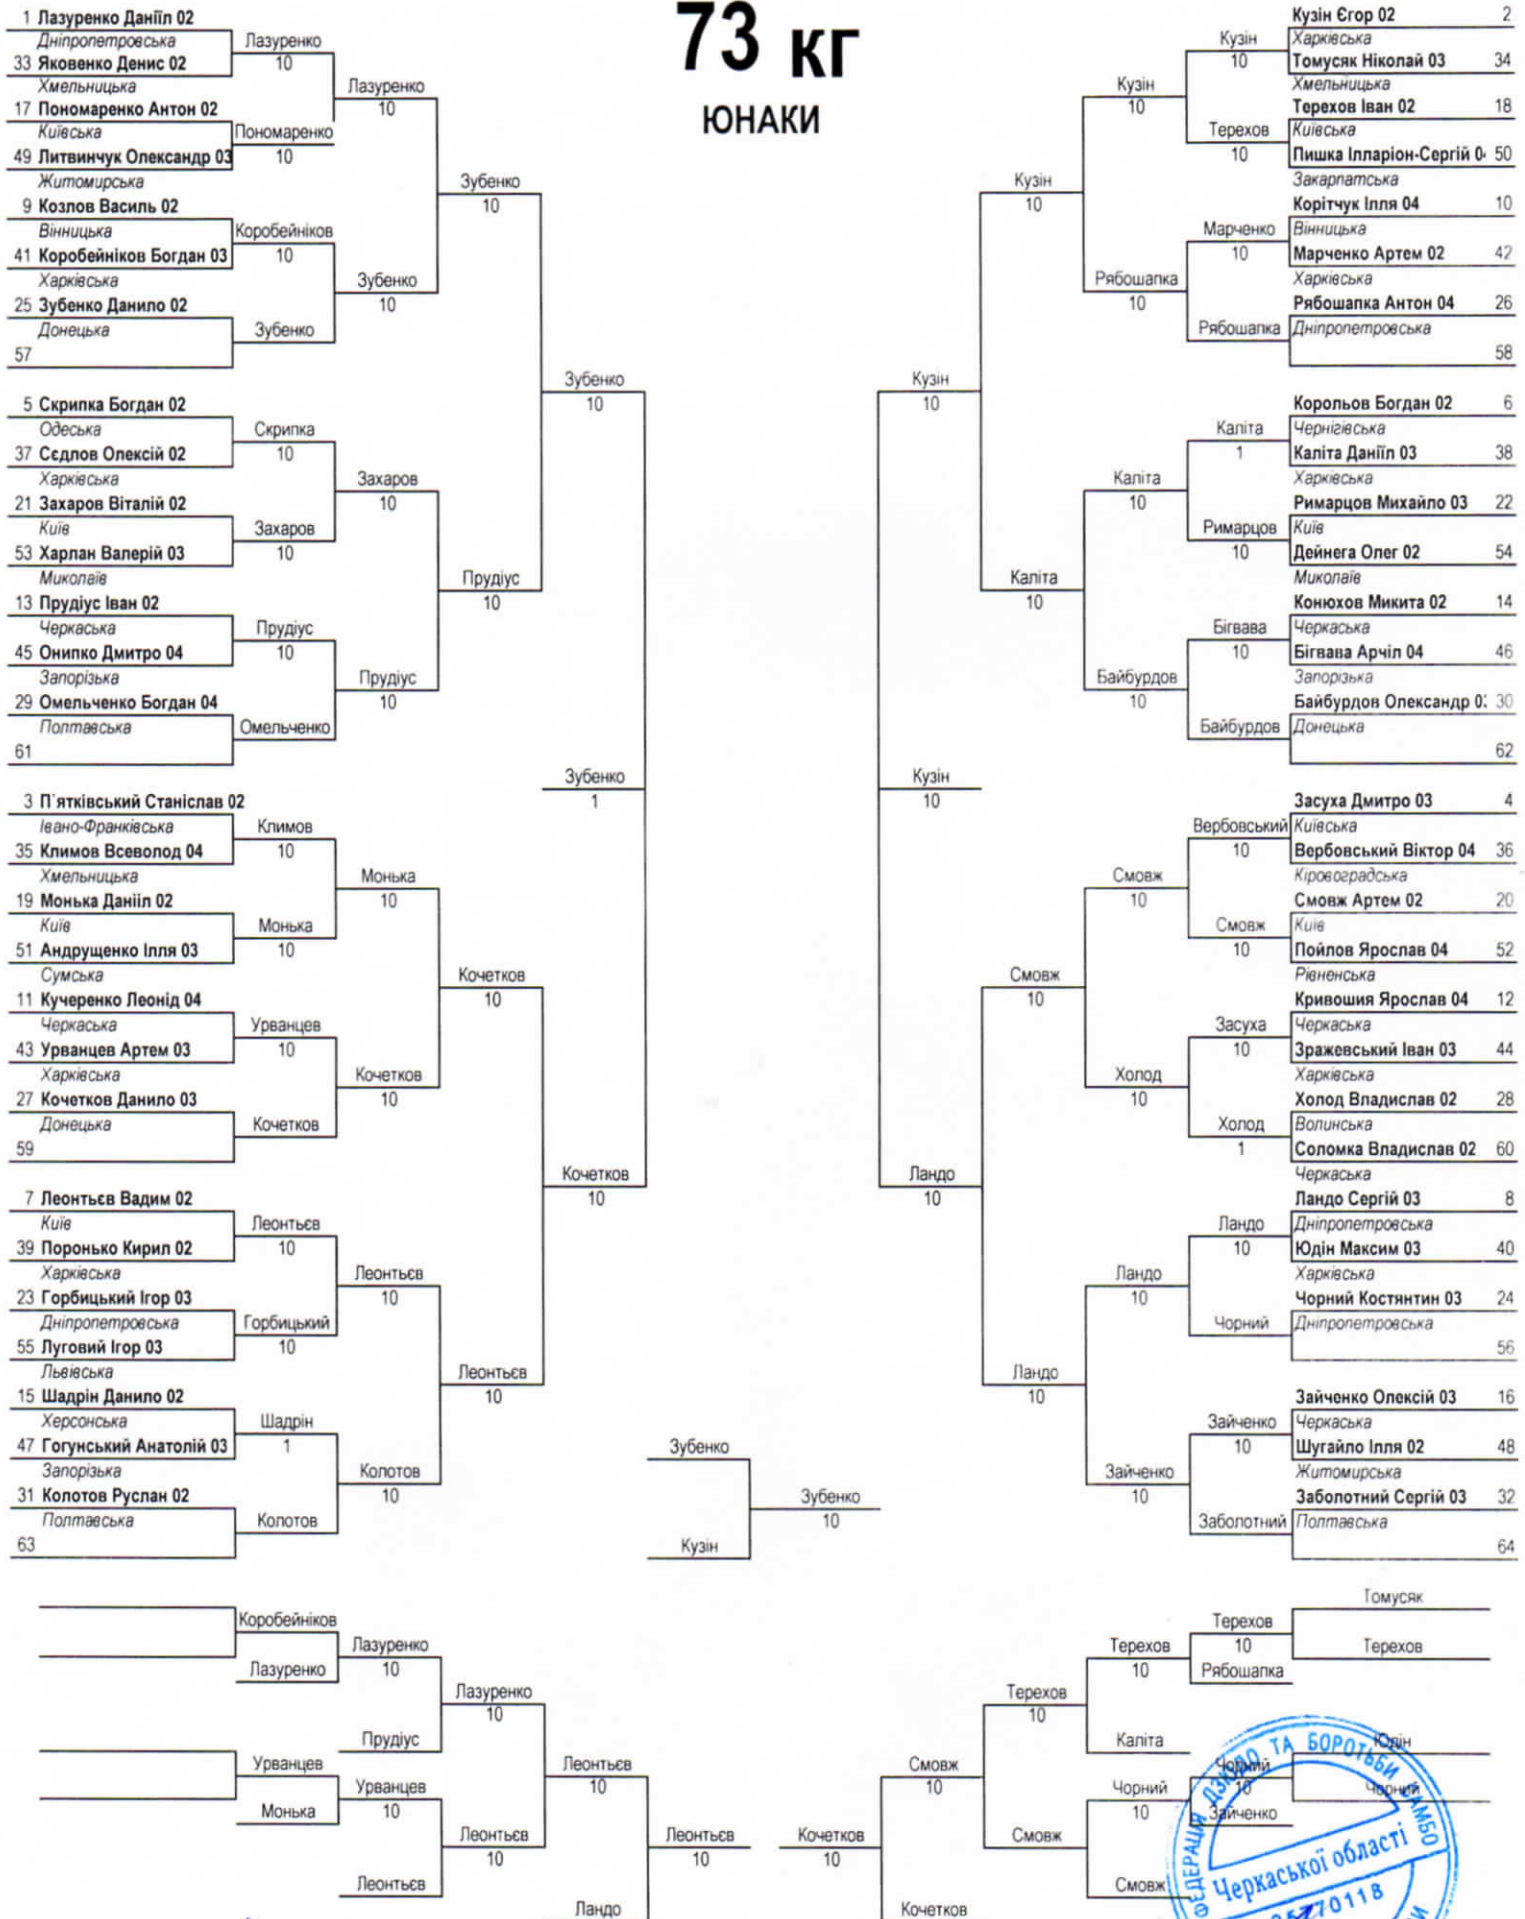 73 кг
ЮНАКИ
1 Лазуренко Данііл 02
Дніпропетровська
33 Яковенко Денис 02
Хмельницька
17 Пономаренко Антон 02
Київська
49 Литвинчук Олександр 03
Житомирська
9 Козлов Василь 02
Вінницька
41 Коробейніков Богдан 03
Харківська
25 Зубенко Данило 02
Донецька
57
5 Скрипка Богдан 02
Одеська
37 Сєдлов Олексій 02
Харківська
21 Захаров Віталій 02
Київ
53 Харлан Валерій 03
Миколаїв
13 Прудіус Іван 02
Черкаська
45 Онипко Дмитро 04
Запорізька
29 Омельченко Богдан 04
Полтавська
61
3 П`ятківський Станіслав 02
Івано-Франківська
35 Климов Всеволод 04
Хмельницька
19 Монька Данііл 02
Київ
51 Андрущенко Ілля 03
Сумська
11 Кучеренко Леонід 04
Черкаська
43 Урванцев Артем 03
Харківська
27 Кочетков Данило 03
Донецька
59
7 Леонтьєв Вадим 02
Київ
39 Поронько Кирил 02
Харківська
23 Горбицький Ігор 03
Дніпропетровська
55 Луговий Ігор 03
Львівська
15 Шадрін Данило 02
Херсонська
47 Гогунський Анатолій 03
Запорізька
31 Колотов Руслан 02
Полтавська
63
Лазуренко
10
Пономаренко
10
Коробейніков
10
Зубенко
Скрипка
10
Захаров
10
Прудіус
10
Омельченко
Климов
10
Монька
10
Урванцев
10
Кочетков
Леонтьєв
10
Горбицький
10
Шадрін
1
Колотов
Лазуренко
10
Зубенко
10
Захаров
10
Прудіус
10
Монька
10
Кочетков
10
Леонтьєв
10
Колотов
10
Зубенко
10
Прудіус
10
Кочетков
10
Леонтьєв
10
Зубенко
10
Зубенко
1
Кочетков
10
Зубенко
Кузін
Зубенко
10
Кузін
10
Кузін
10
Ландо
10
Кузін
10
Каліта
10
Смовж
10
Ландо
10
Кузін
10
Рябошапка
10
Каліта
10
Байбурдов
10
Смовж
10
Холод
10
Ландо
10
Зайченко
10
Кузін
10
Терехов
10
Марченко
10
Рябошапка
Каліта
1
Римарцов
10
Бігвава
10
Байбурдов
Вербовський
10
Смовж
10
Засуха
10
Холод
1
Ландо
10
Чорний
Зайченко
10
Заболотний
Кузін Єгор 02 2
Харківська
Томусяк Ніколай 03 34
Хмельницька
Терехов Іван 02 18
Київська
Пишка Ілларіон-Сергій 0 50
Закарпатська
Корітчук Ілля 04 10
Вінницька
Марченко Артем 02 42
Харківська
Рябошапка Антон 04 26
Дніпропетровська
58
Корольов Богдан 02 6
Чернігівська
Каліта Данііл 03 38
Харківська
Римарцов Михайло 03 22
Київ
Дейнега Олег 02 54
Миколаїв
Конюхов Микита 02 14
Черкаська
Бігвава Арчіл 04 46
Запорізька
Байбурдов Олександр 0 30
Донецька
62
Засуха Дмитро 03 4
Київська
Вербовський Віктор 04 36
Кіровоградська
Смовж Артем 02 20
Київ
Пойлов Ярослав 04 52
Рівненська
Кривошия Ярослав 04 12
Черкаська
Зражевський Іван 03 44
Харківська
Холод Владислав 02 28
Волинська
Соломка Владислав 02 60
Черкаська
Ландо Сергій 03 8
Дніпропетровська
Юдін Максим 03 40
Харківська
Чорний Костянтин 03 24
Дніпропетровська
56
Зайченко Олексій 03 16
Черкаська
Шугайло Ілля 02 48
Житомирська
Заболотний Сергій 03 32
Полтавська
64
Коробейніков
Лазуренко
Лазуренко
10
Прудіус
Лазуренко
10
Урванцев
Монька
Урванцев
10
Леонтьєв
Леонтьєв
10
Леонтьєв
10
Ландо
Леонтьєв
10
Кочетков
10
Кочетков
Смовж
10
Терехов
10
Смовж
Терехов
10
Каліта
Чорний
10
Смовж
Терехов
10
Рябошапка
Чорний
10
Зайченко
Томусяк
Терехов
Юдін
Чорний
ФЕДЕРАЦІЯ ДЗЮДО ТА БОРОТЬБИ САМБО
Черкаської області